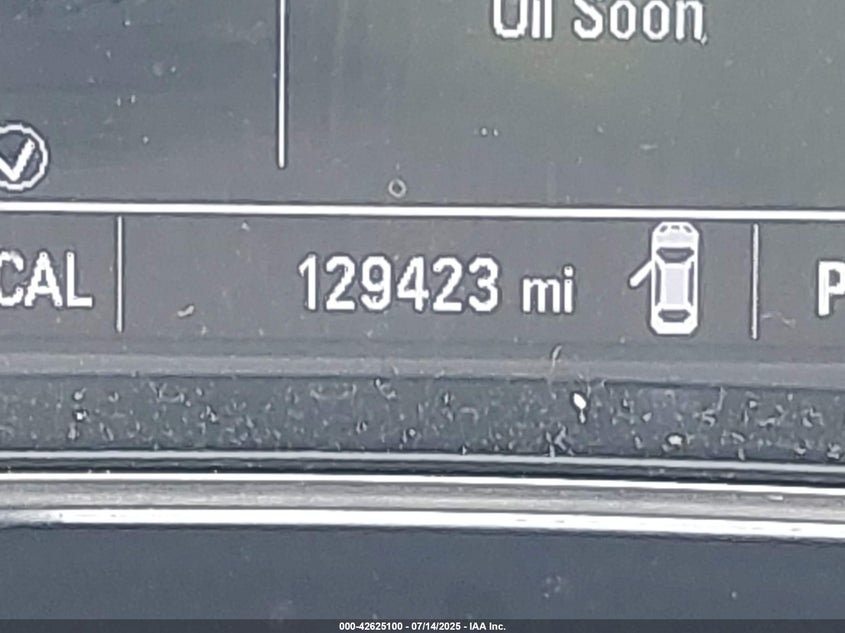 Oil Soon
CAL
129423 mi
P
000-42625100 - 07/14/2025 - IAA Inc.